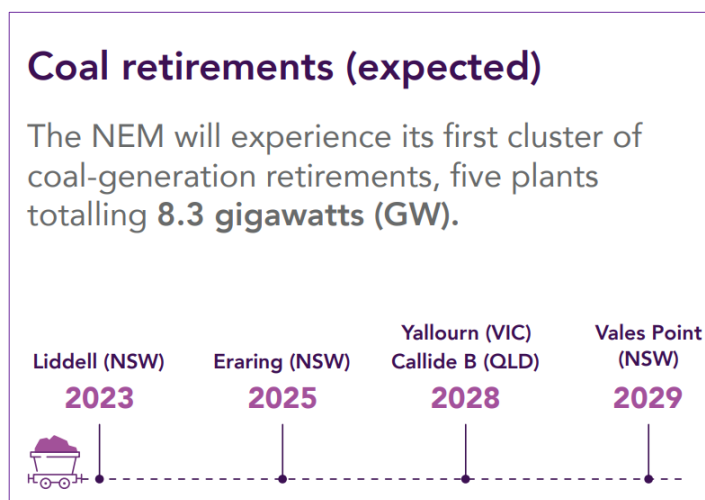 Coal retirements (expected)
The NEM will experience its first cluster of
coal-generation retirements, five plants
totalling 8.3 gigawatts (GW).
Liddell (NSW)
2023
Eraring (NSW)
2025
Yallourn (VIC)
Callide B (QLD)
2028
Vales Point
(NSW)
2029